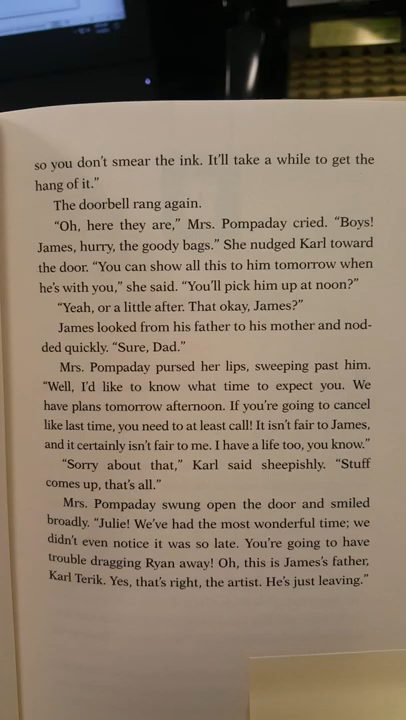 so you don't smear the ink. It'll take a while to get the
hang of it."
The doorbell rang again.
"Oh, here they are," Mrs. Pompaday cried. "Boys!
James, hurry, the goody bags." She nudged Karl toward
the door. "You can show all this to him tomorrow when
he's with you," she said. "You'll pick him up at noon?"
"Yeah, or a little after. That okay, James?"
James looked from his father to his mother and nod-
ded quickly. "Sure, Dad."
Mrs. Pompaday pursed her lips, sweeping past him.
"Well, I'd like to know what time to expect you. We
have plans tomorrow afternoon. If you're going to cancel
like last time, you need to at least call! It isn't fair to James,
and it certainly isn't fair to me. I have a life too, you know."
"Sorry about that," Karl said sheepishly. "Stuff
comes up, that's all."
Mrs. Pompaday swung open the door and smiled
broadly. "Julie! We've had the most wonderful time; we
didn't even notice it was so late. You're going to have
trouble dragging Ryan away! Oh, this is James's father,
Karl Terik. Yes, that's right, the artist. He's just leaving."